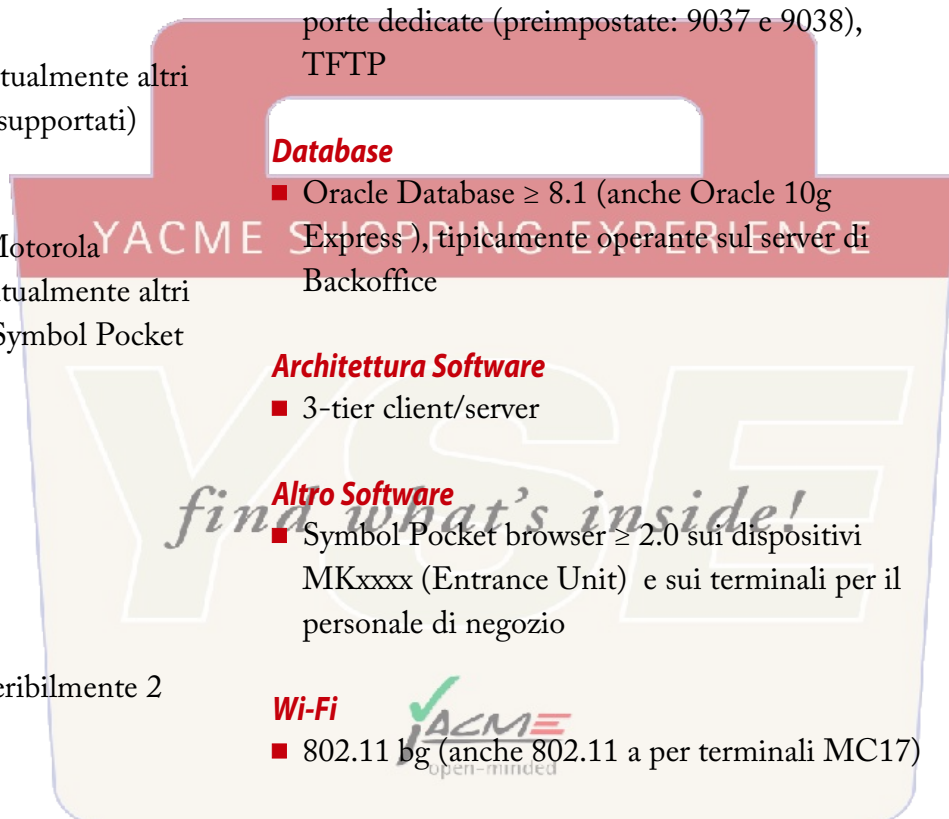 tualmente altri
supportati)
Motorola
tualmente altri
Symbol Pocket
eribilmente 2
porte dedicate (preimpostate: 9037 e 9038),
TFTP
Database
■ Oracle Database ≥ 8.1 (anche Oracle 10g
Express ), tipicamente operante sul server di
Backoffice
Architettura Software
■ 3-tier client/server
Altro Software
■ Symbol Pocket browser ≥ 2.0 sui dispositivi
MKxxxx (Entrance Unit) e sui terminali per il
personale di negozio
Wi-Fi
■ 802.11 bg (anche 802.11 a per terminali MC17)
YACME SHOPPING EXPERIENCE
YSE
find what's inside!
yACME
open-minded